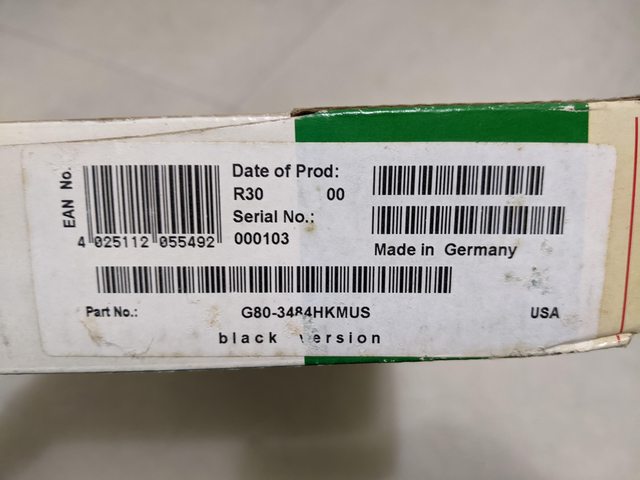 EAN No.
4 025112 055492
Date of Prod:
R30 00
Serial No.:
000103
Made in Germany
Part No.: G80-3484HKMUS USA
black version